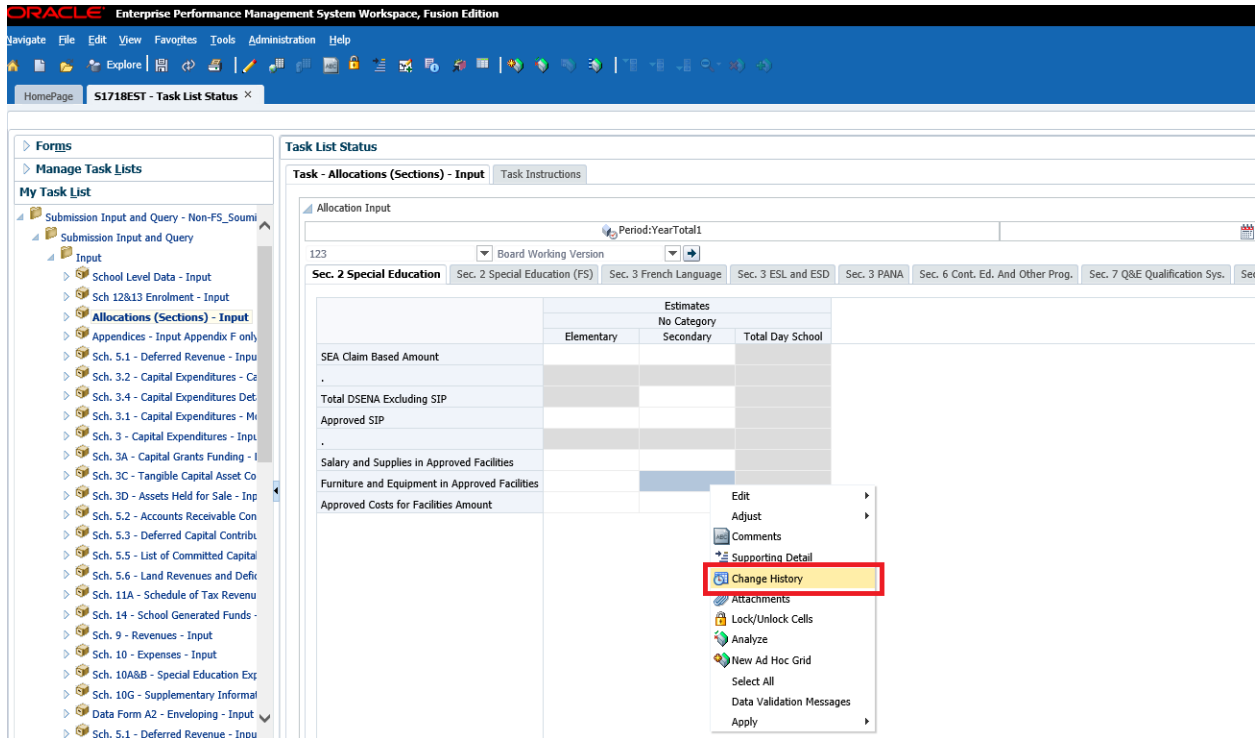 ORACLE Enterprise Performance Management System Workspace, Fusion Edition
Navigate File Edit View Favorites Tools Administration Help
Explore
HomePage S1718EST - Task List Status ×
Forms
Manage Task Lists
My Task List
Submission Input and Query - Non-FS_Soumi
Submission Input and Query
Input
School Level Data - Input
Sch 12&13 Enrolment - Input
Allocations (Sections) - Input
Appendices - Input Appendix F only
Sch. 5.1 - Deferred Revenue - Inpu
Sch. 3.2 - Capital Expenditures - Ca
Sch. 3.4 - Capital Expenditures Det
Sch. 3.1 - Capital Expenditures - Mo
Sch. 3 - Capital Expenditures - Inpu
Sch. 3A - Capital Grants Funding - I
Sch. 3C - Tangible Capital Asset Co
Sch. 3D - Assets Held for Sale - Inp
Sch. 5.2 - Accounts Receivable Con
Sch. 5.3 - Deferred Capital Contribu
Sch. 5.5 - List of Committed Capital
Sch. 5.6 - Land Revenues and Defic
Sch. 11A - Schedule of Tax Revenu
Sch. 14 - School Generated Funds -
Sch. 9 - Revenues - Input
Sch. 10 - Expenses - Input
Sch. 10A&B - Special Education Exp
Sch. 10G - Supplementary Informat
Data Form A2 - Enveloping - Input
Sch. 5.1 - Deferred Revenue - Inpu
Task List Status
Task - Allocations (Sections) - Input Task Instructions
Allocation Input
Period:YearTotal1
123 Board Working Version
Sec. 2 Special Education Sec. 2 Special Education (FS) Sec. 3 French Language Sec. 3 ESL and ESD Sec. 3 PANA Sec. 6 Cont. Ed. And Other Prog. Sec. 7 Q&E Qualification Sys. Sec
Estimates
No Category
Elementary Secondary Total Day School
SEA Claim Based Amount
.
Total DSENA Excluding SIP
Approved SIP
.
Salary and Supplies in Approved Facilities
Furniture and Equipment in Approved Facilities
Approved Costs for Facilities Amount
Edit
Adjust
Comments
Supporting Detail
Change History
Attachments
Lock/Unlock Cells
Analyze
New Ad Hoc Grid
Select All
Data Validation Messages
Apply